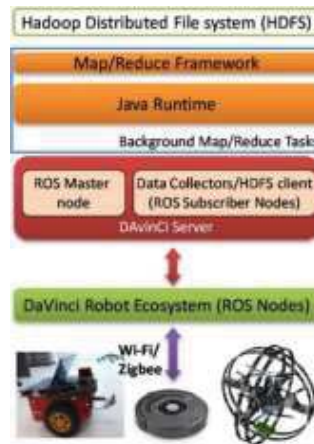 Hadoop Distributed File system (HDFS)
Map/Reduce Framework
Java Runtime
Background Map/Reduce Tasks
ROS Master
node
Data Collectors/HDFS client
(ROS Subscriber Nodes)
DAvinCi Server
DaVinci Robot Ecosystem (ROS Nodes)
Wi-Fi/
Zigbee